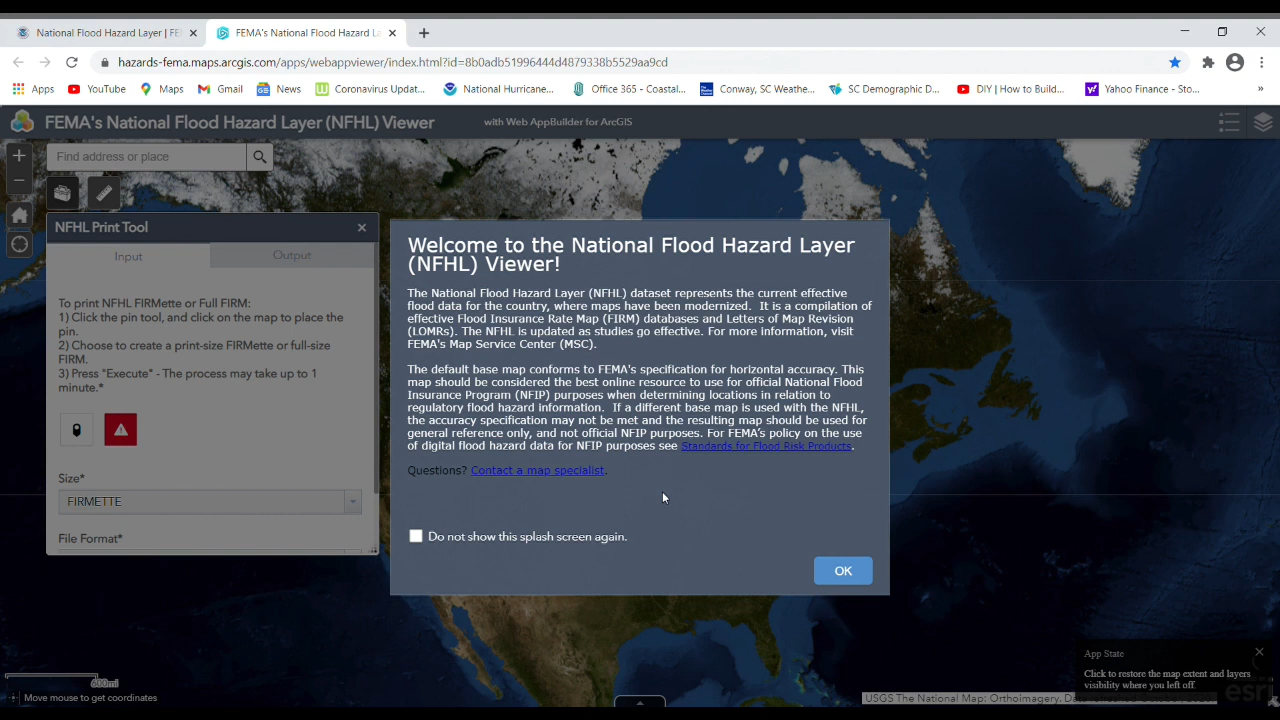 National Flood Hazard Layer | FE
FEMA's National Flood Hazard La
hazards-fema.maps.arcgis.com/apps/webappviewer/index.html?id=8b0adb51996444d4879338b5529aa9cd
Apps
YouTube
Maps
Gmail
News
Coronavirus Updat...
National Hurricane...
Office 365 - Coastal...
Conway, SC Weathe...
SC Demographic D...
DIY | How to Build...
Yahoo Finance - Sto...
»
FEMA's National Flood Hazard Layer (NFHL) Viewer
with Web AppBuilder for ArcGIS
Find address or place
NFHL Print Tool
Input
Output
To print NFHL FIRMette or Full FIRM:
1) Click the pin tool, and click on the map to place the
pin.
2) Choose to create a print-size FIRMette or full-size
FIRM.
3) Press "Execute" - The process may take up to 1
minute.*
Size*
FIRMETTE
File Format*
Welcome to the National Flood Hazard Layer
(NFHL) Viewer!
The National Flood Hazard Layer (NFHL) dataset represents the current effective
flood data for the country, where maps have been modernized. It is a compilation of
effective Flood Insurance Rate Map (FIRM) databases and Letters of Map Revision
(LOMRs). The NFHL is updated as studies go effective. For more information, visit
FEMA's Map Service Center (MSC).
The default base map conforms to FEMA's specification for horizontal accuracy. This
map should be considered the best online resource to use for official National Flood
Insurance Program (NFIP) purposes when determining locations in relation to
regulatory flood hazard information. If a different base map is used with the NFHL,
the accuracy specification may not be met and the resulting map should be used for
general reference only, and not official NFIP purposes. For FEMA's policy on the use
of digital flood hazard data for NFIP purposes see Standards for Flood Risk Products.
Questions? Contact a map specialist.
Do not show this splash screen again.
OK
App State
Click to restore the map extent and layers
visibility where you left off.
600mi
Move mouse to get coordinates
USGS The National Map: Orthoimagery.
esri